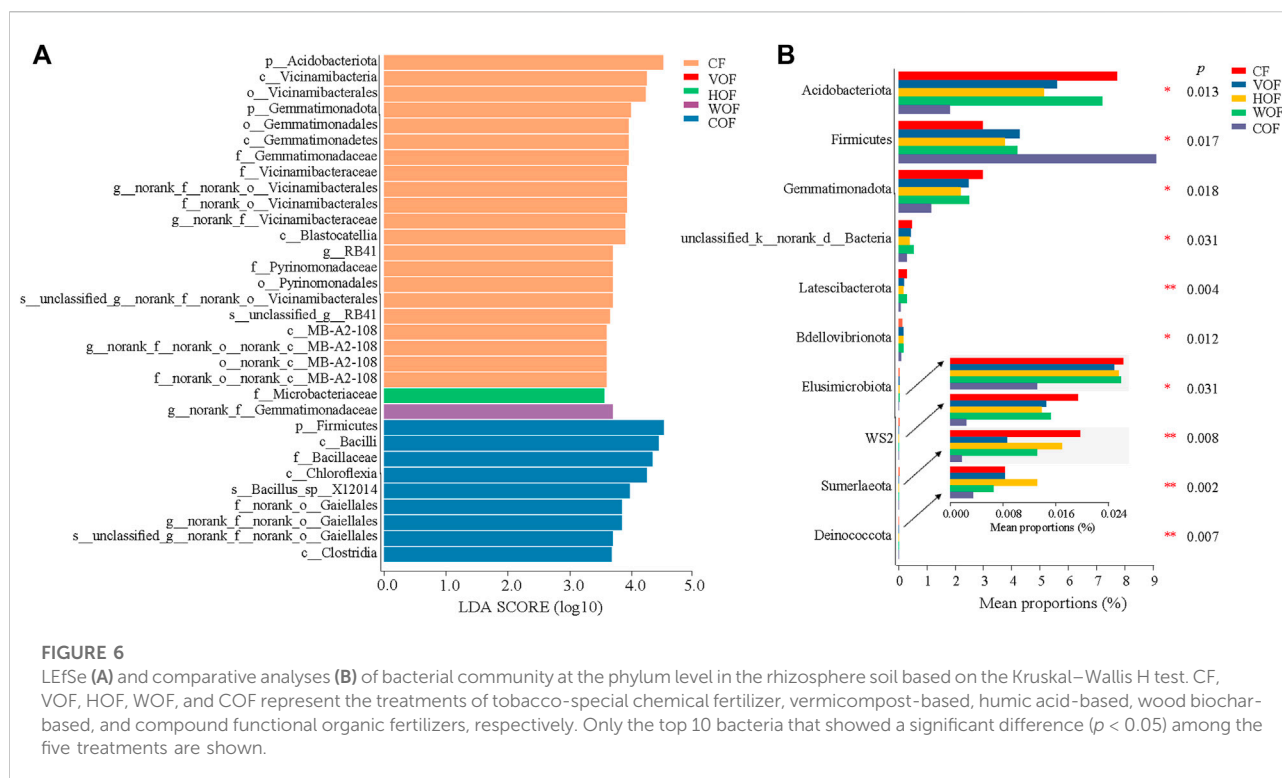 A
p__Acidobacteriota
c__Vicinamibacteria
o__Vicinamibacterales
p__Gemmatimonadota
o__Gemmatimonadales
c__Gemmatimonadetes
f__Gemmatimonadaceae
f__Vicinamibacteraceae
g__norank_f__norank_o__Vicinamibacterales
f__norank_o__Vicinamibacterales
g__norank_f__Vicinamibacteraceae
c__Blastocatellia
g__RB41
f__Pyrinomonadaceae
o__Pyrinomonadales
s__unclassified_g__norank_f__norank_o__Vicinamibacterales
s__unclassified_g__RB41
c__MB-A2-108
g__norank_f__norank_o__norank_c__MB-A2-108
o__norank_c__MB-A2-108
f__norank_o__norank_c__MB-A2-108
f__Microbacteriaceae
g__norank_f__Gemmatimonadaceae
p__Firmicutes
c__Bacilli
f__Bacillaceae
c__Chloroflexia
s__Bacillus_sp__X12014
f__norank_o__Gaiellales
g__norank_f__norank_o__Gaiellales
s__unclassified_g__norank_f__norank_o__Gaiellales
c__Clostridia
0.0 1.0 2.0 3.0 4.0 5.0
LDA SCORE (log10)
CF
VOF
HOF
WOF
COF
B
p
CF
VOF
HOF
WOF
COF
Acidobacteriota * 0.013
Firmicutes * 0.017
Gemmatimonadota * 0.018
unclassified_k__norank_d__Bacteria * 0.031
Latescibacterota ** 0.004
Bdellovibrionota * 0.012
Elusimicrobiota * 0.031
WS2 ** 0.008
Sumerlaeota ** 0.002
Deinococcota ** 0.007
0.000 0.008 0.016 0.024
Mean proportions (%)
0 1 2 3 4 5 6 7 8 9
Mean proportions (%)
FIGURE 6
LEfSe (A) and comparative analyses (B) of bacterial community at the phylum level in the rhizosphere soil based on the Kruskal–Wallis H test. CF,
VOF, HOF, WOF, and COF represent the treatments of tobacco-special chemical fertilizer, vermicompost-based, humic acid-based, wood biochar-
based, and compound functional organic fertilizers, respectively. Only the top 10 bacteria that showed a significant difference (p < 0.05) among the
five treatments are shown.